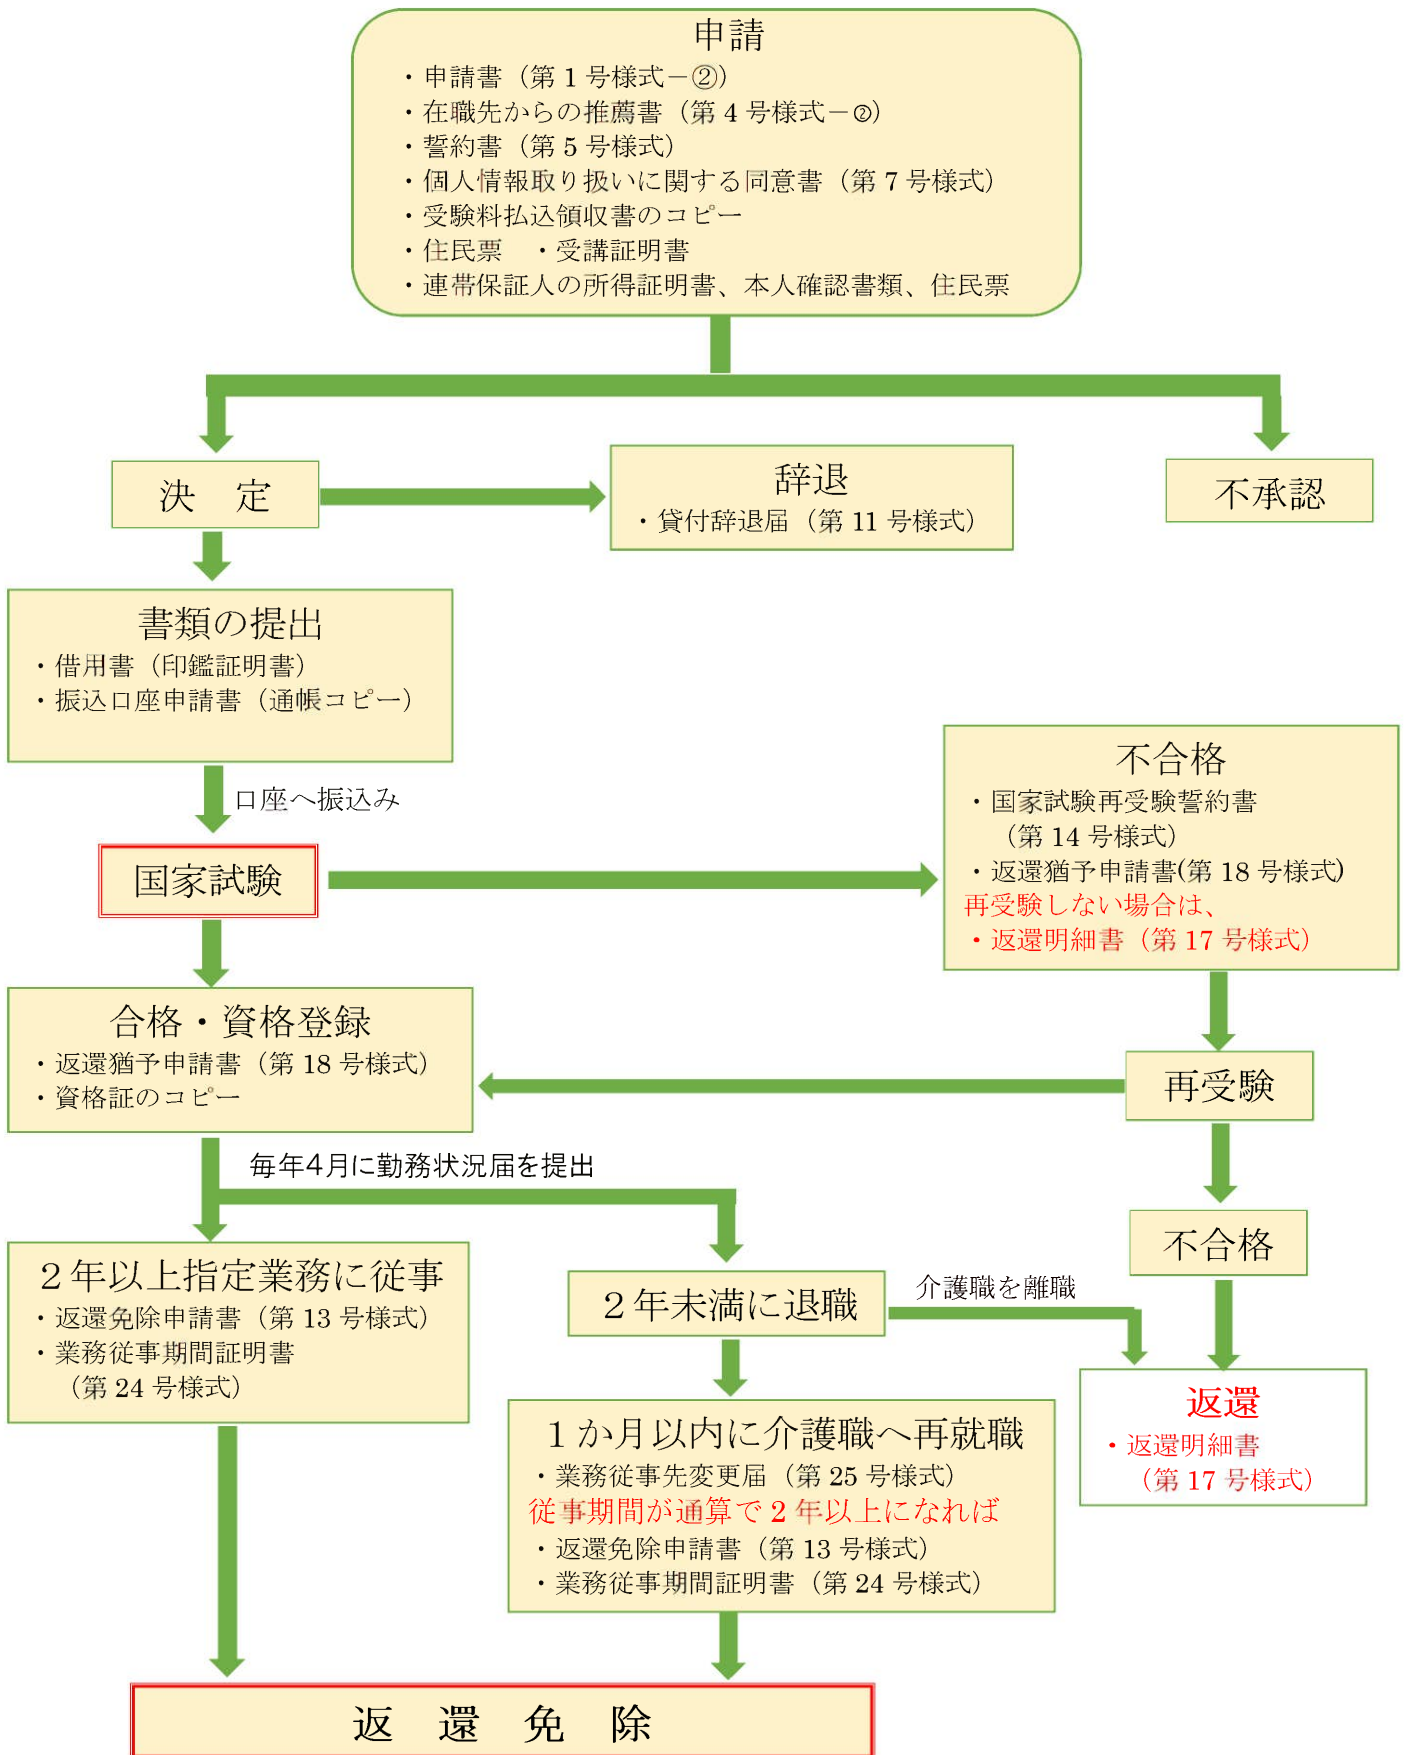 申請
・申請書（第 1 号様式－②）
・在職先からの推薦書（第 4 号様式－②）
・誓約書（第 5 号様式）
・個人情報取り扱いに関する同意書（第 7 号様式）
・受験料払込領収書のコピー
・住民票　・受講証明書
・連帯保証人の所得証明書、本人確認書類、住民票
決　定
辞退
・貸付辞退届（第 11 号様式）
不承認
書類の提出
・借用書（印鑑証明書）
・振込口座申請書（通帳コピー）
口座へ振込み
国家試験
不合格
・国家試験再受験誓約書
（第 14 号様式）
・返還猶予申請書(第 18 号様式)
再受験しない場合は、
・返還明細書（第 17 号様式）
合格・資格登録
・返還猶予申請書（第 18 号様式）
・資格証のコピー
再受験
毎年4月に勤務状況届を提出
不合格
２年以上指定業務に従事
・返還免除申請書（第 13 号様式）
・業務従事期間証明書
（第 24 号様式）
２年未満に退職
介護職を離職
返還
・返還明細書
（第 17 号様式）
１か月以内に介護職へ再就職
・業務従事先変更届（第 25 号様式）
従事期間が通算で 2 年以上になれば
・返還免除申請書（第 13 号様式）
・業務従事期間証明書（第 24 号様式）
返　還　免　除